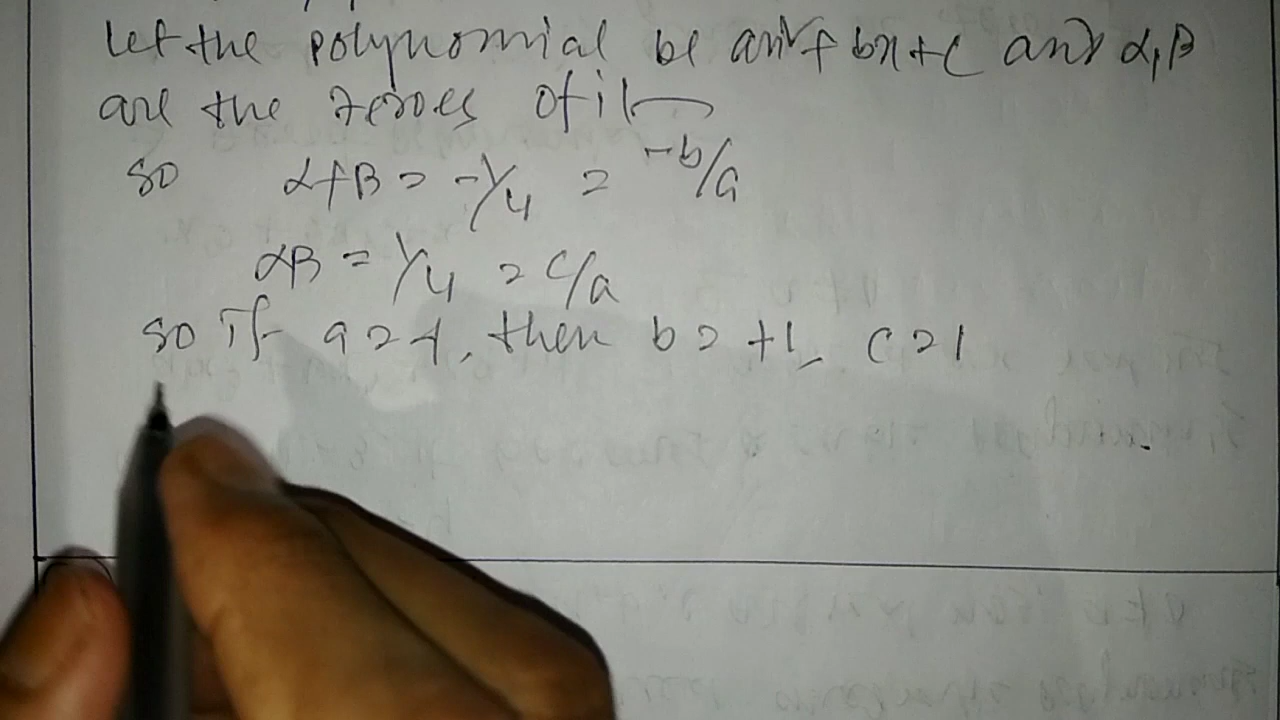 let the polynomial be ax²+bx+c and α,β
are the zeroes of it
so α+β = -1/4 = -b/a
αβ = 1/4 = c/a
so if a = 4, then b = +1, c = 1